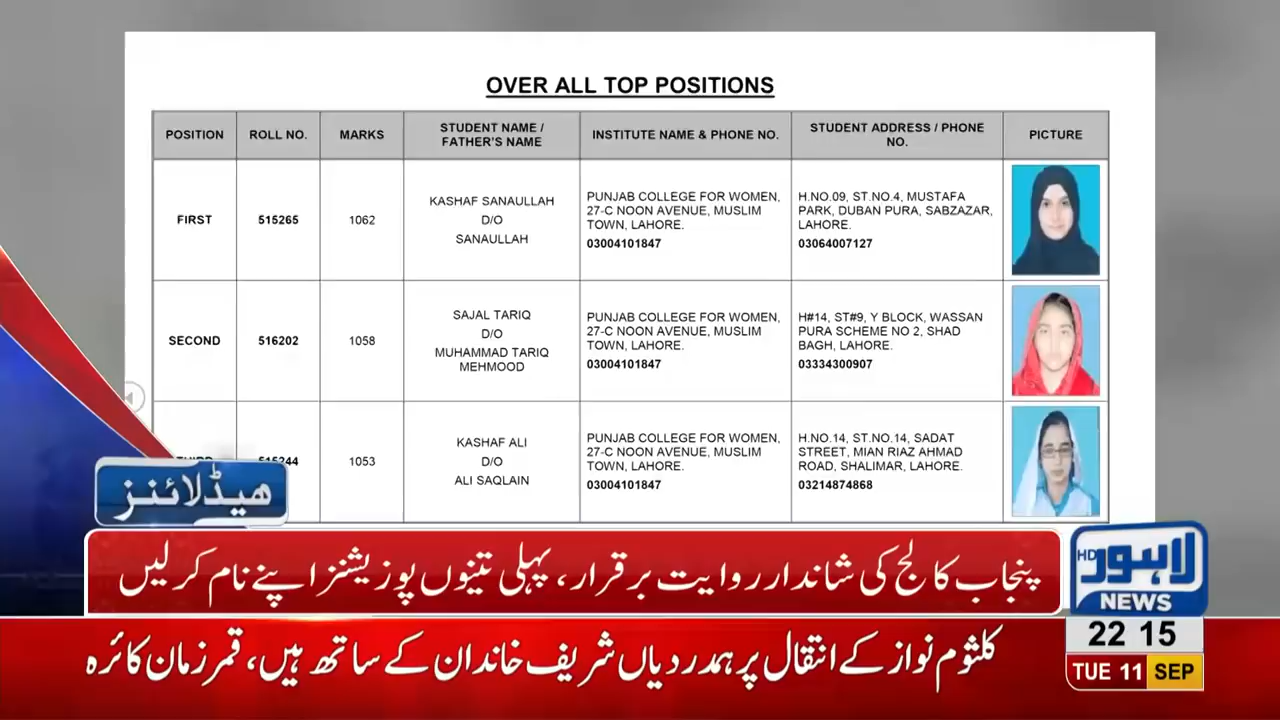 OVER ALL TOP POSITIONS
POSITION
ROLL NO.
MARKS
STUDENT NAME /
FATHER'S NAME
INSTITUTE NAME & PHONE NO.
STUDENT ADDRESS / PHONE
NO.
PICTURE
FIRST
515265
1062
KASHAF SANAULLAH
D/O
SANAULLAH
PUNJAB COLLEGE FOR WOMEN,
27-C NOON AVENUE, MUSLIM
TOWN, LAHORE.
03004101847
H.NO.09, ST.NO.4, MUSTAFA
PARK, DUBAN PURA, SABZAZAR,
LAHORE.
03064007127
SECOND
516202
1058
SAJAL TARIQ
D/O
MUHAMMAD TARIQ
MEHMOOD
PUNJAB COLLEGE FOR WOMEN,
27-C NOON AVENUE, MUSLIM
TOWN, LAHORE.
03004101847
H#14, ST#9, Y BLOCK, WASSAN
PURA SCHEME NO 2, SHAD
BAGH, LAHORE.
03334300907
1053
KASHAF ALI
D/O
ALI SAQLAIN
PUNJAB COLLEGE FOR WOMEN,
27-C NOON AVENUE, MUSLIM
TOWN, LAHORE.
03004101847
H.NO.14, ST.NO.14, SADAT
STREET, MIAN RIAZ AHMAD
ROAD, SHALIMAR, LAHORE.
03214874868
ھیڈلائنز
پنجاب کالج کی شاندار روایت برقرار، پہلی تینوں پوزیشنز اپنے نام کرلیں
کلثوم نواز کے انتقال پر ہمدردیاں شریف خاندان کے ساتھ ہیں، قمر زمان کائرہ
لاہور HD
NEWS
22 15
TUE 11 SEP